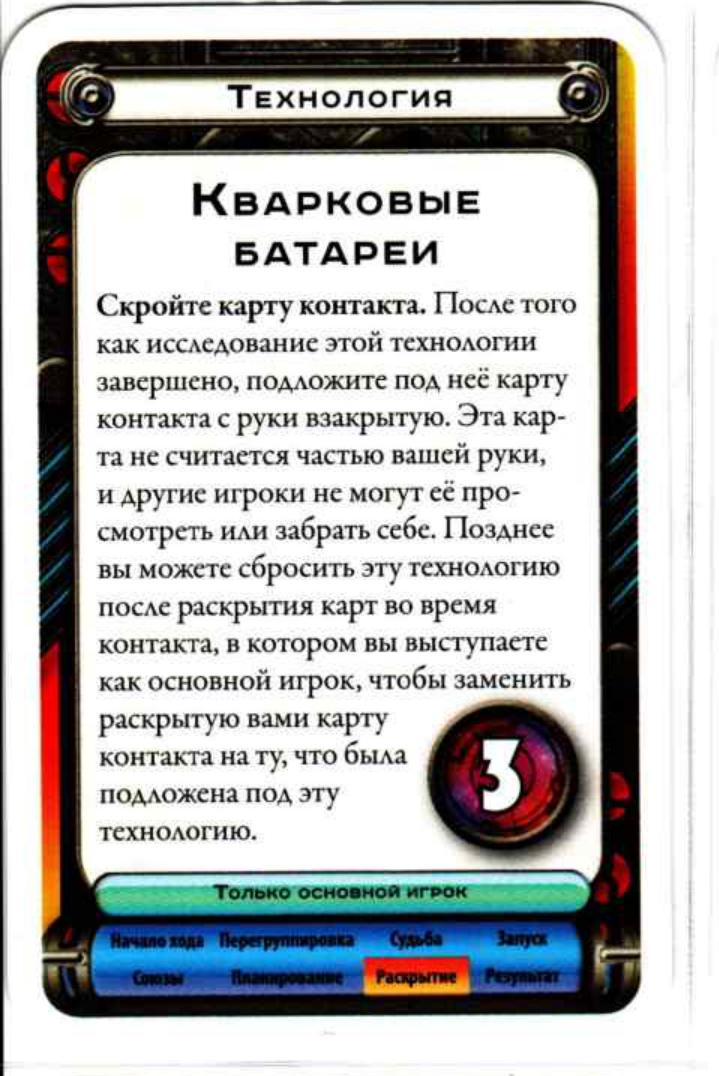 Технология
Кварковые
батареи
Скройте карту контакта. После того
как исследование этой технологии
завершено, подложите под неё карту
контакта с руки взакрытую. Эта кар-
та не считается частью вашей руки,
и другие игроки не могут её про-
смотреть или забрать себе. Позднее
вы можете сбросить эту технологию
после раскрытия карт во время
контакта, в котором вы выступаете
как основной игрок, чтобы заменить
раскрытую вами карту
контакта на ту, что была
подложена под эту
технологию.
3
Только основной игрок
Начало хода Перегруппировка Судьба Запуск
Союзы Планирование Раскрытие Результат